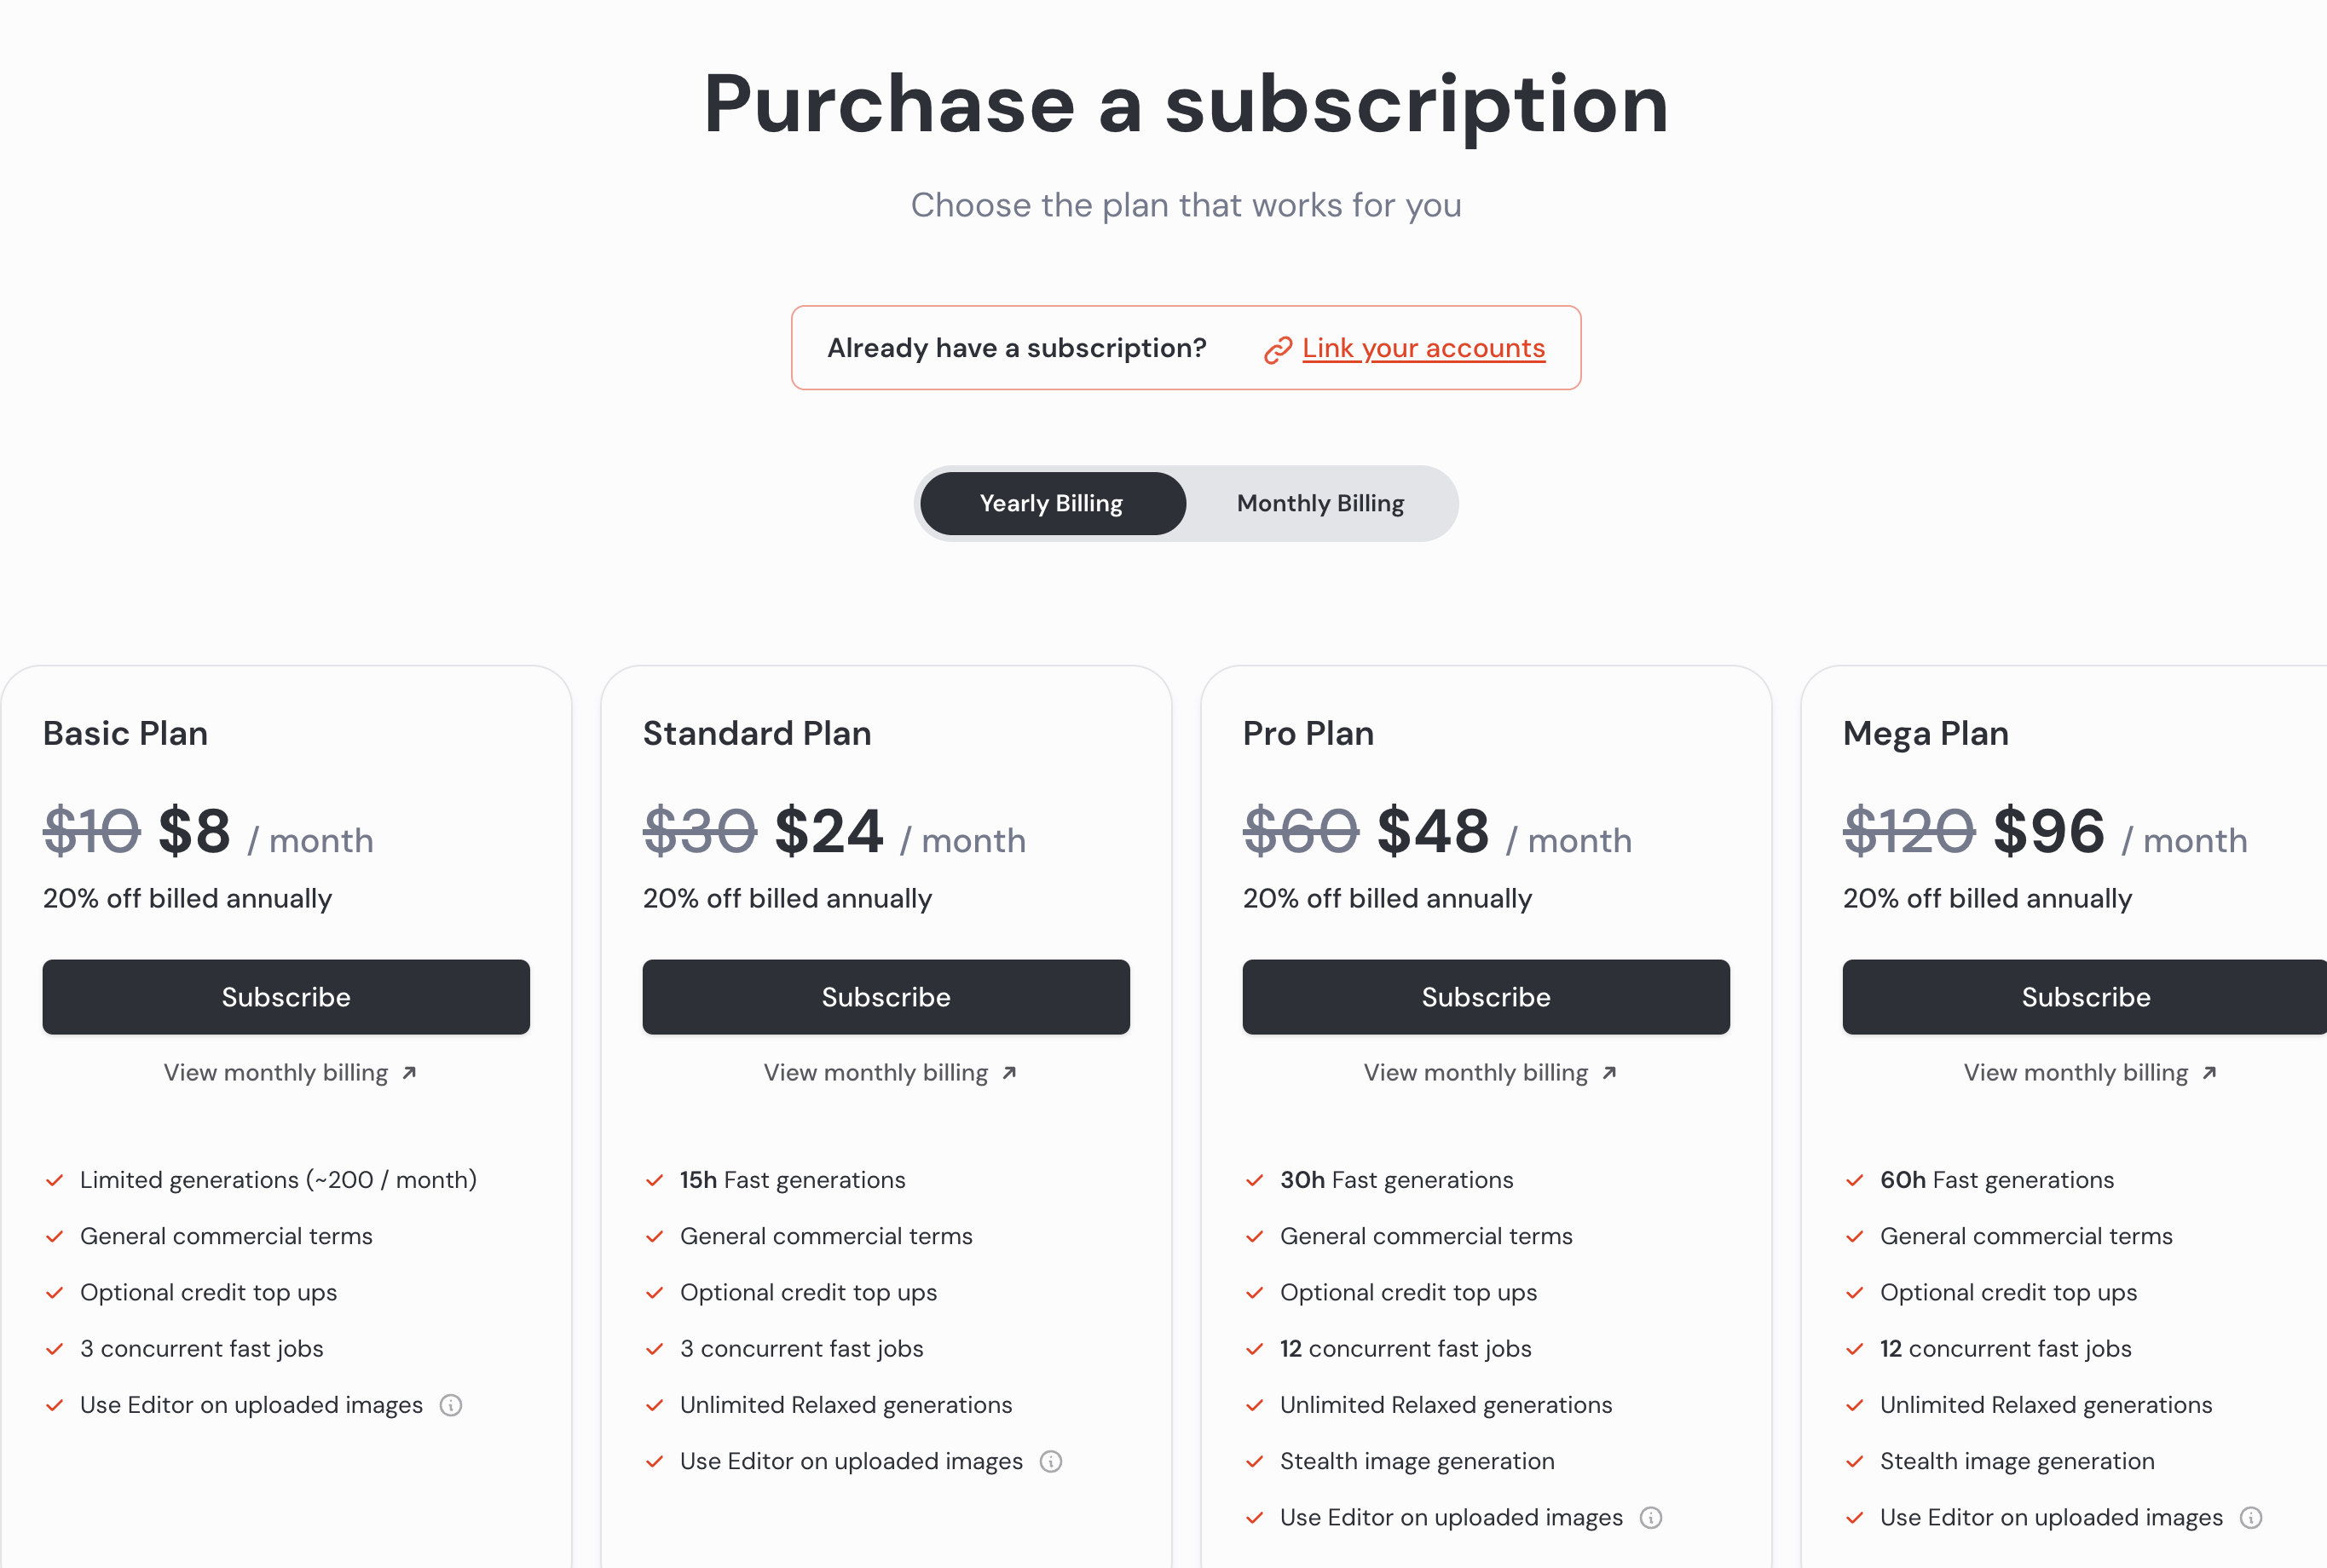 Purchase a subscription
Choose the plan that works for you
Already have a subscription? Link your accounts
Yearly Billing Monthly Billing
Basic Plan
$10 $8 / month
20% off billed annually
Subscribe
View monthly billing
Limited generations (~200 / month)
General commercial terms
Optional credit top ups
3 concurrent fast jobs
Use Editor on uploaded images
Standard Plan
$30 $24 / month
20% off billed annually
Subscribe
View monthly billing
15h Fast generations
General commercial terms
Optional credit top ups
3 concurrent fast jobs
Unlimited Relaxed generations
Use Editor on uploaded images
Pro Plan
$60 $48 / month
20% off billed annually
Subscribe
View monthly billing
30h Fast generations
General commercial terms
Optional credit top ups
12 concurrent fast jobs
Unlimited Relaxed generations
Stealth image generation
Use Editor on uploaded images
Mega Plan
$120 $96 / month
20% off billed annually
Subscribe
View monthly billing
60h Fast generations
General commercial terms
Optional credit top ups
12 concurrent fast jobs
Unlimited Relaxed generations
Stealth image generation
Use Editor on uploaded images